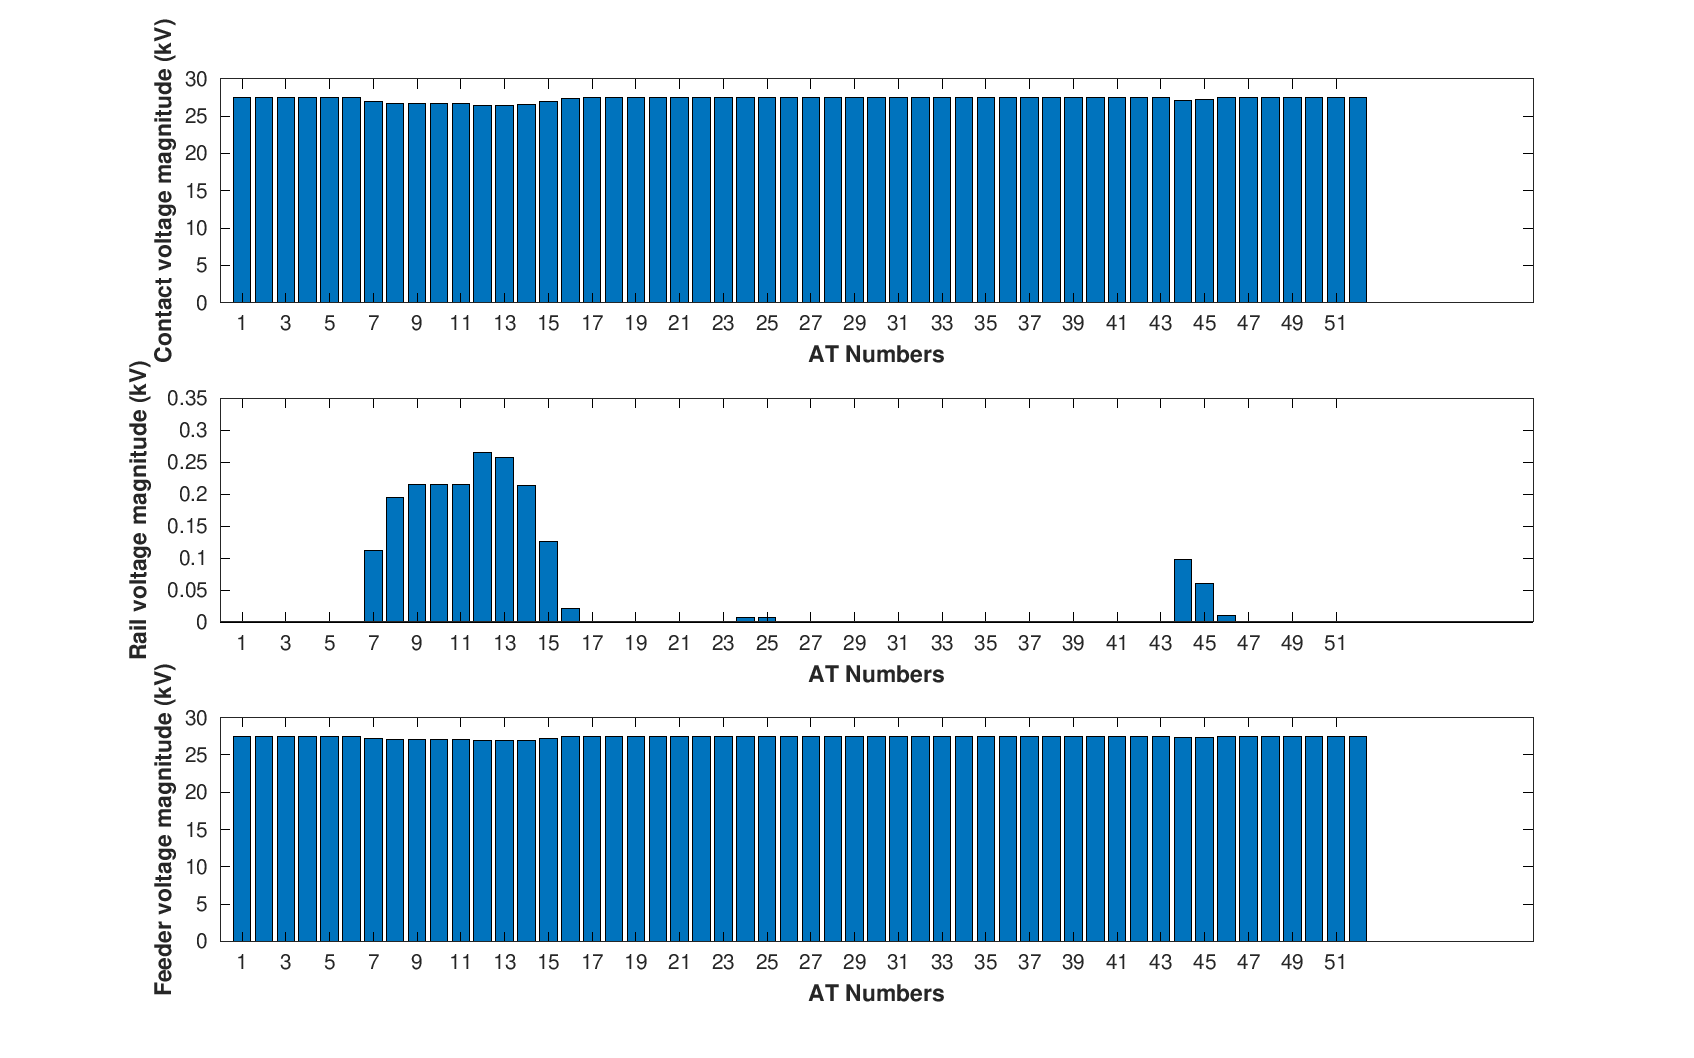 Contact voltage magnitude (kV)
30
25
20
15
10
5
0
1 3 5 7 9 11 13 15 17 19 21 23 25 27 29 31 33 35 37 39 41 43 45 47 49 51
AT Numbers
Rail voltage magnitude (kV)
0.35
0.3
0.25
0.2
0.15
0.1
0.05
0
1 3 5 7 9 11 13 15 17 19 21 23 25 27 29 31 33 35 37 39 41 43 45 47 49 51
AT Numbers
Feeder voltage magnitude (kV)
30
25
20
15
10
5
0
1 3 5 7 9 11 13 15 17 19 21 23 25 27 29 31 33 35 37 39 41 43 45 47 49 51
AT Numbers